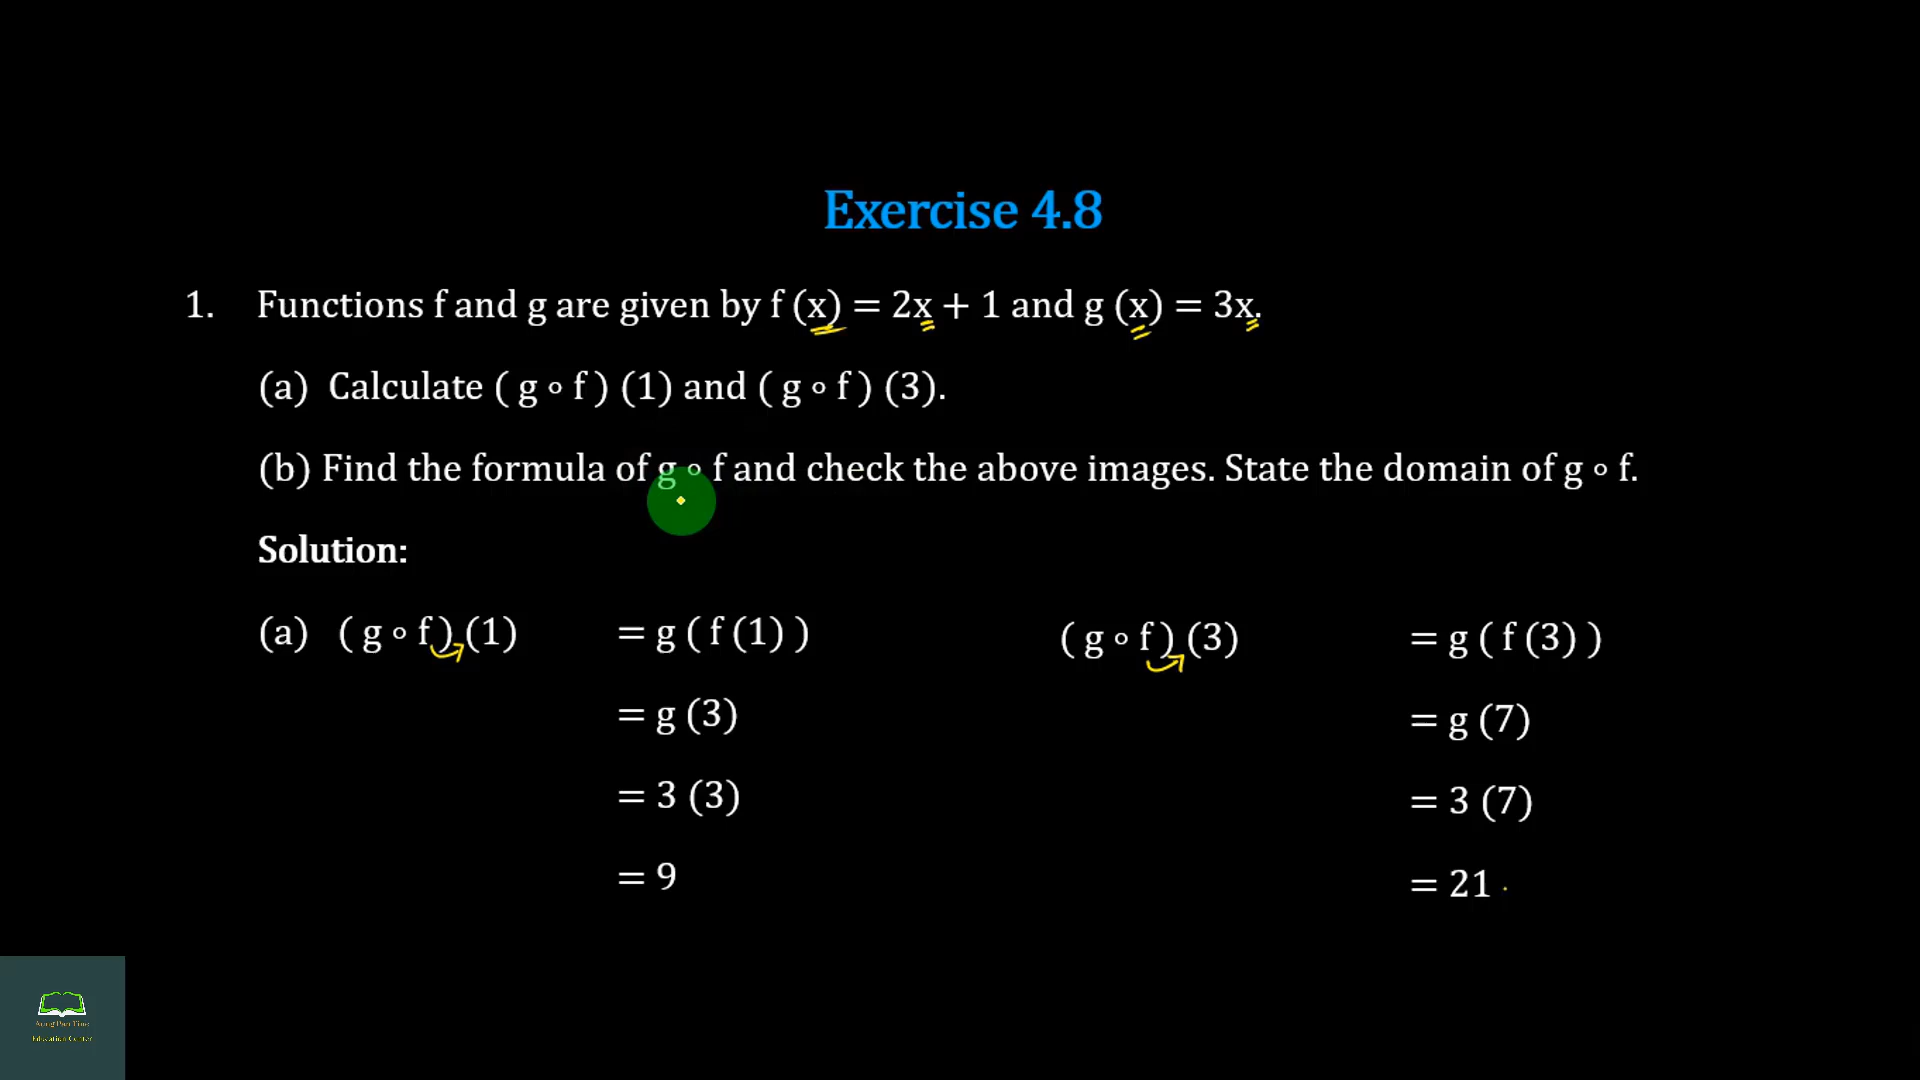 Exercise 4.8
1. Functions f and g are given by f (x) = 2x + 1 and g (x) = 3x.
(a) Calculate ( g ∘ f ) (1) and ( g ∘ f ) (3).
(b) Find the formula of g ∘ f and check the above images. State the domain of g ∘ f.
Solution:
(a) ( g ∘ f ) (1) = g ( f (1) ) ( g ∘ f ) (3) = g ( f (3) )
= g (3) = g (7)
= 3 (3) = 3 (7)
= 9 = 21
Education Center